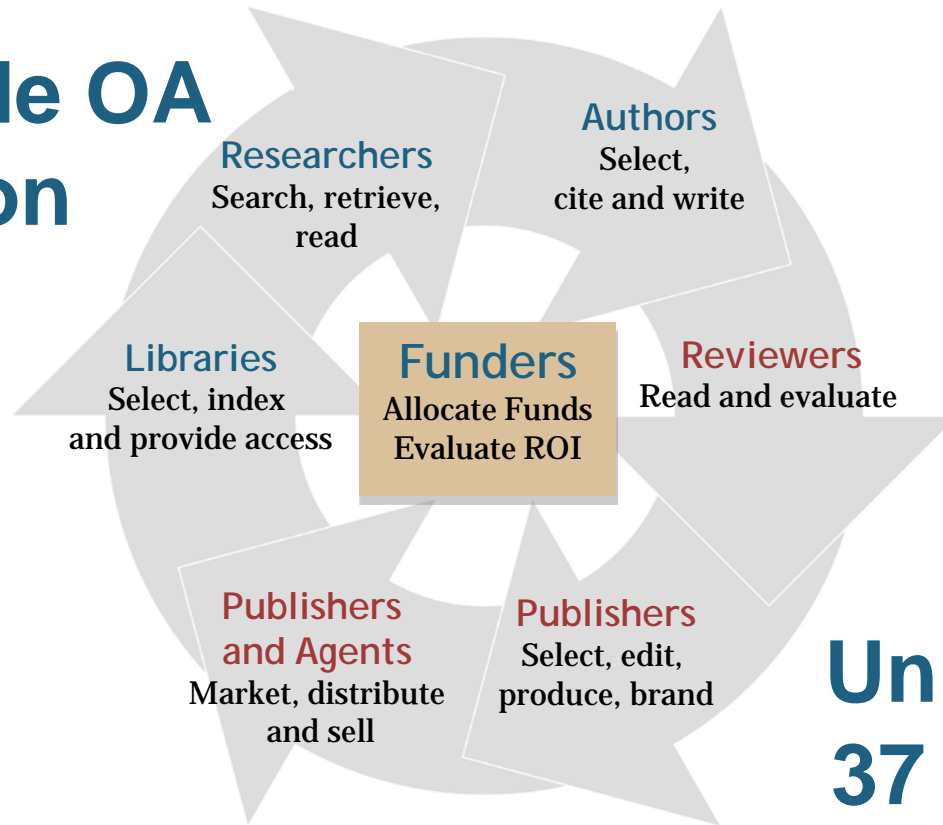 le OA
on
Researchers
Search, retrieve,
read
Authors
Select,
cite and write
Libraries
Select, index
and provide access
Funders
Allocate Funds
Evaluate ROI
Reviewers
Read and evaluate
Publishers
and Agents
Market, distribute
and sell
Publishers
Select, edit,
produce, brand
Un
37